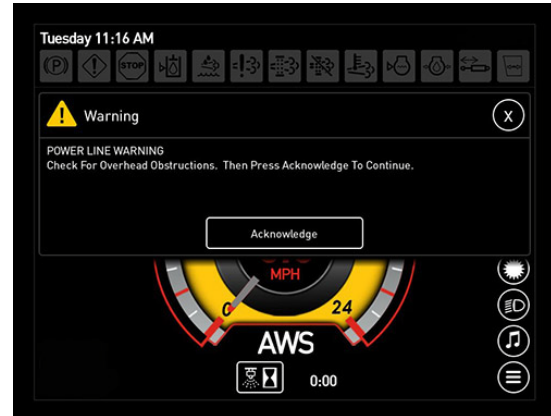 Tuesday 11:16 AM
STOP
Warning
X
POWER LINE WARNING
Check For Overhead Obstructions. Then Press Acknowledge To Continue.
Acknowledge
MPH
0
24
AWS
0:00